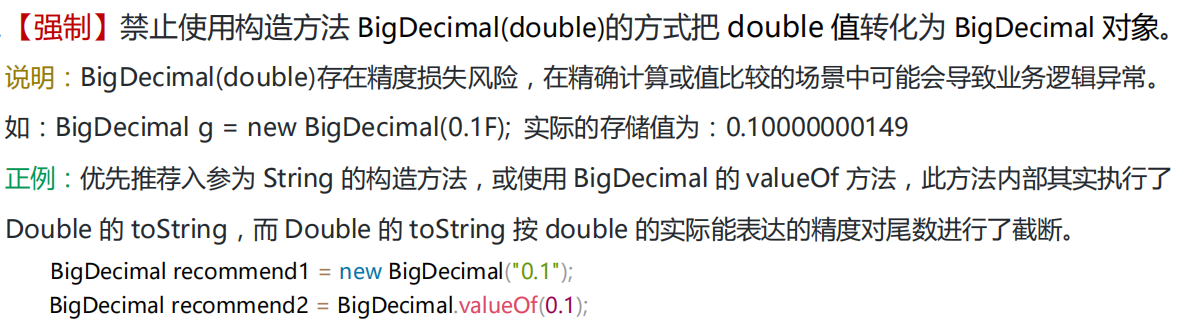 .【强制】禁止使用构造方法 BigDecimal(double)的方式把 double 值转化为 BigDecimal 对象。
说明：BigDecimal(double)存在精度损失风险，在精确计算或值比较的场景中可能会导致业务逻辑异常。
如：BigDecimal g = new BigDecimal(0.1F); 实际的存储值为：0.10000000149
正例：优先推荐入参为 String 的构造方法，或使用 BigDecimal 的 valueOf 方法，此方法内部其实执行了
Double 的 toString，而 Double 的 toString 按 double 的实际能表达的精度对尾数进行了截断。
BigDecimal recommend1 = new BigDecimal("0.1");
BigDecimal recommend2 = BigDecimal.valueOf(0.1);